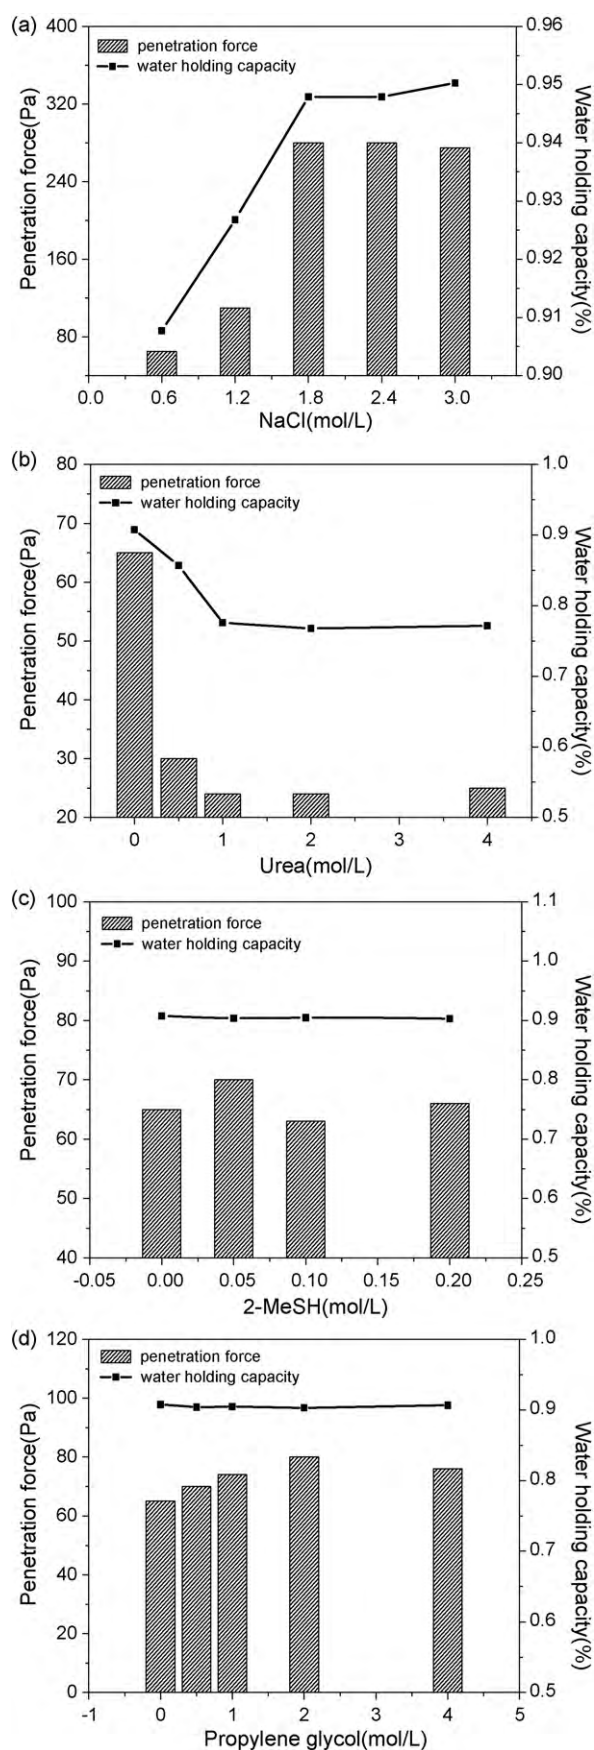 (a)
400
320
240
160
80
Penetration force(Pa)
penetration force
water holding capacity
0.96
0.95
0.94
0.93
0.92
0.91
0.90
Water holding capacity(%)
0.0 0.6 1.2 1.8 2.4 3.0
NaCl(mol/L)
(b)
80
70
60
50
40
30
20
Penetration force(Pa)
penetration force
water holding capacity
1.0
0.9
0.8
0.7
0.6
0.5
Water holding capacity(%)
0 1 2 3 4
Urea(mol/L)
(c)
100
90
80
70
60
50
40
Penetration force(Pa)
penetration force
water holding capacity
1.1
1.0
0.9
0.8
0.7
0.6
0.5
Water holding capacity(%)
-0.05 0.00 0.05 0.10 0.15 0.20 0.25
2-MeSH(mol/L)
(d)
120
100
80
60
40
20
0
Penetration force(Pa)
penetration force
water holding capacity
1.0
0.9
0.8
0.7
0.6
0.5
Water holding capacity(%)
-1 0 1 2 3 4 5
Propylene glycol(mol/L)